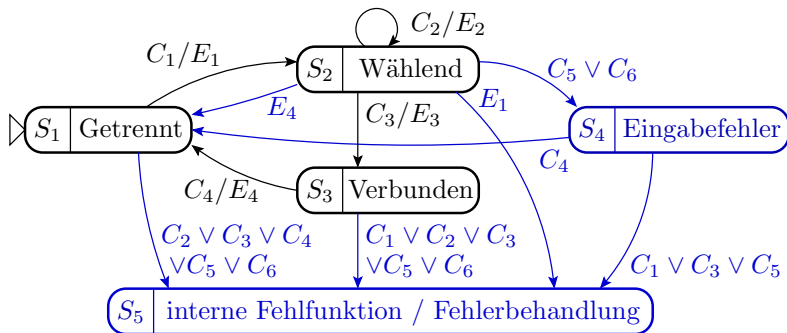 C₂/E₂
C₁/E₁
S₂ Wählend
C₅ ∨ C₆
E₄
E₁
C₃/E₃
S₁ Getrennt
S₄ Eingabefehler
C₄
C₄/E₄
S₃ Verbunden
C₂ ∨ C₃ ∨ C₄
∨C₅ ∨ C₆
C₁ ∨ C₂ ∨ C₃
∨C₅ ∨ C₆
C₁ ∨ C₃ ∨ C₅
S₅ interne Fehlfunktion / Fehlerbehandlung